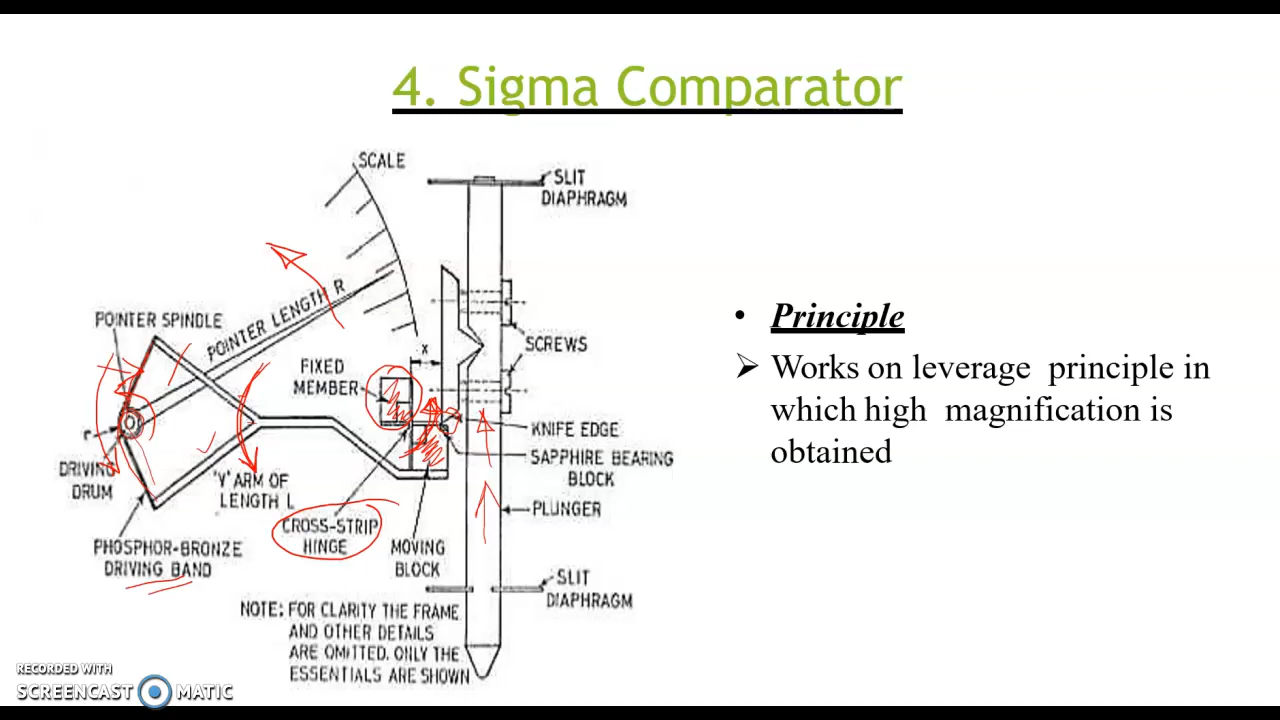 4. Sigma Comparator
SCALE
SLIT
DIAPHRAGM
POINTER LENGTH R
POINTER SPINDLE
X
SCREWS
FIXED
MEMBER
KNIFE EDGE
SAPPHIRE BEARING
BLOCK
r
DRIVING
DRUM
'Y' ARM OF
LENGTH L
PLUNGER
CROSS-STRIP
HINGE
MOVING
BLOCK
PHOSPHOR-BRONZE
DRIVING BAND
SLIT
DIAPHRAGM
NOTE: FOR CLARITY THE FRAME
AND OTHER DETAILS
ARE OMITTED. ONLY THE
ESSENTIALS ARE SHOWN
• Principle
➢ Works on leverage principle in
which high magnification is
obtained
RECORDED WITH
SCREENCAST MATIC